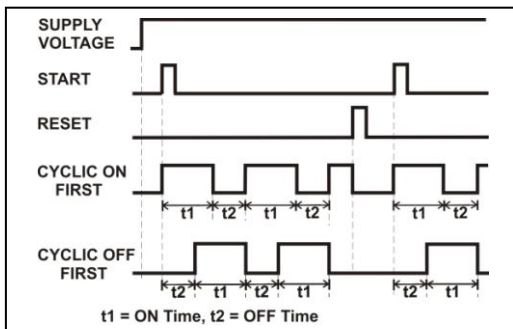 SUPPLY
VOLTAGE
START
RESET
CYCLIC ON
FIRST
t1 t2 t1 t2 t1 t2
CYCLIC OFF
FIRST
t2 t1 t2 t1 t2 t1
t1 = ON Time, t2 = OFF Time